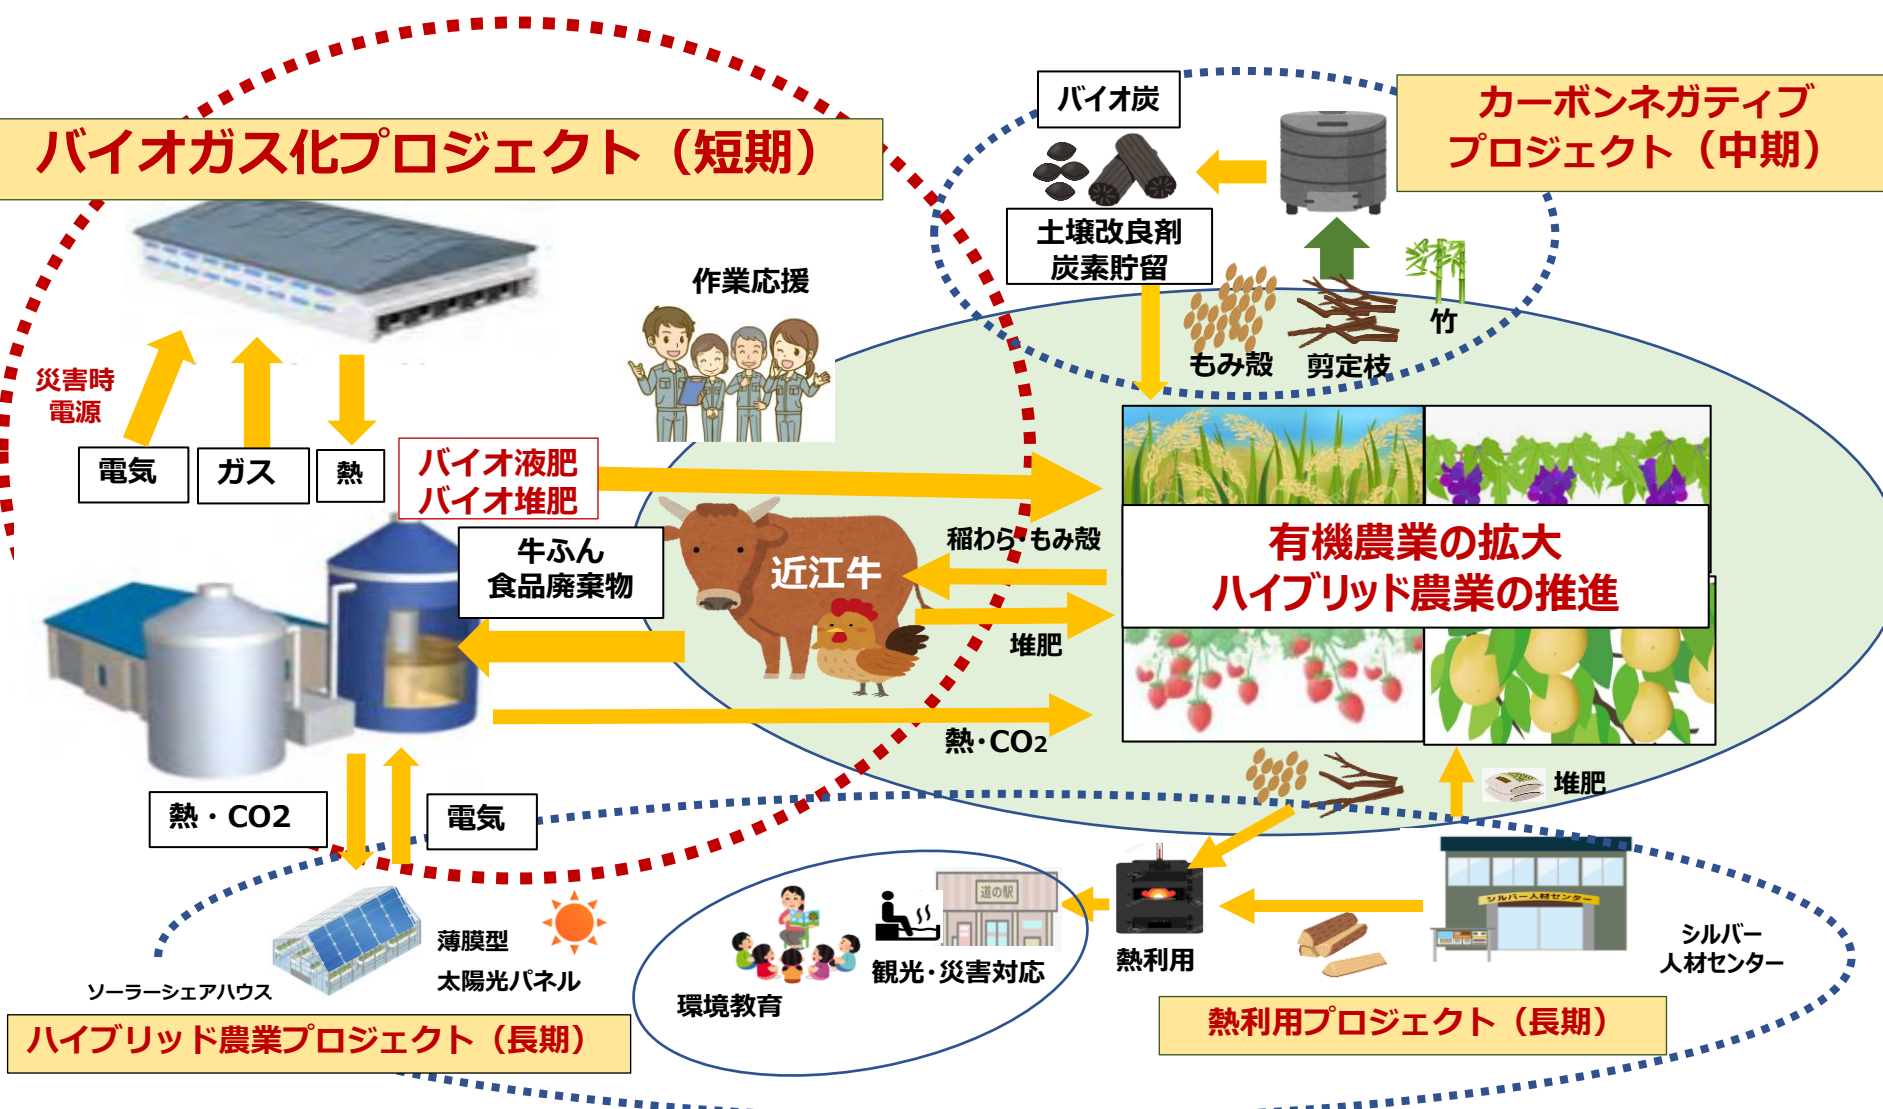 バイオガス化プロジェクト（短期）
カーボンネガティブ
プロジェクト（中期）
バイオ炭
土壌改良剤
炭素貯留
竹
もみ殻
剪定枝
作業応援
災害時
電源
電気
ガス
熱
バイオ液肥
バイオ堆肥
牛ふん
食品廃棄物
近江牛
稲わら・もみ殻
堆肥
熱・CO2
有機農業の拡大
ハイブリッド農業の推進
堆肥
熱・CO2
電気
薄膜型
太陽光パネル
ソーラーシェアハウス
ハイブリッド農業プロジェクト（長期）
道の駅
観光・災害対応
環境教育
熱利用
シルバー人材センター
シルバー
人材センター
熱利用プロジェクト（長期）